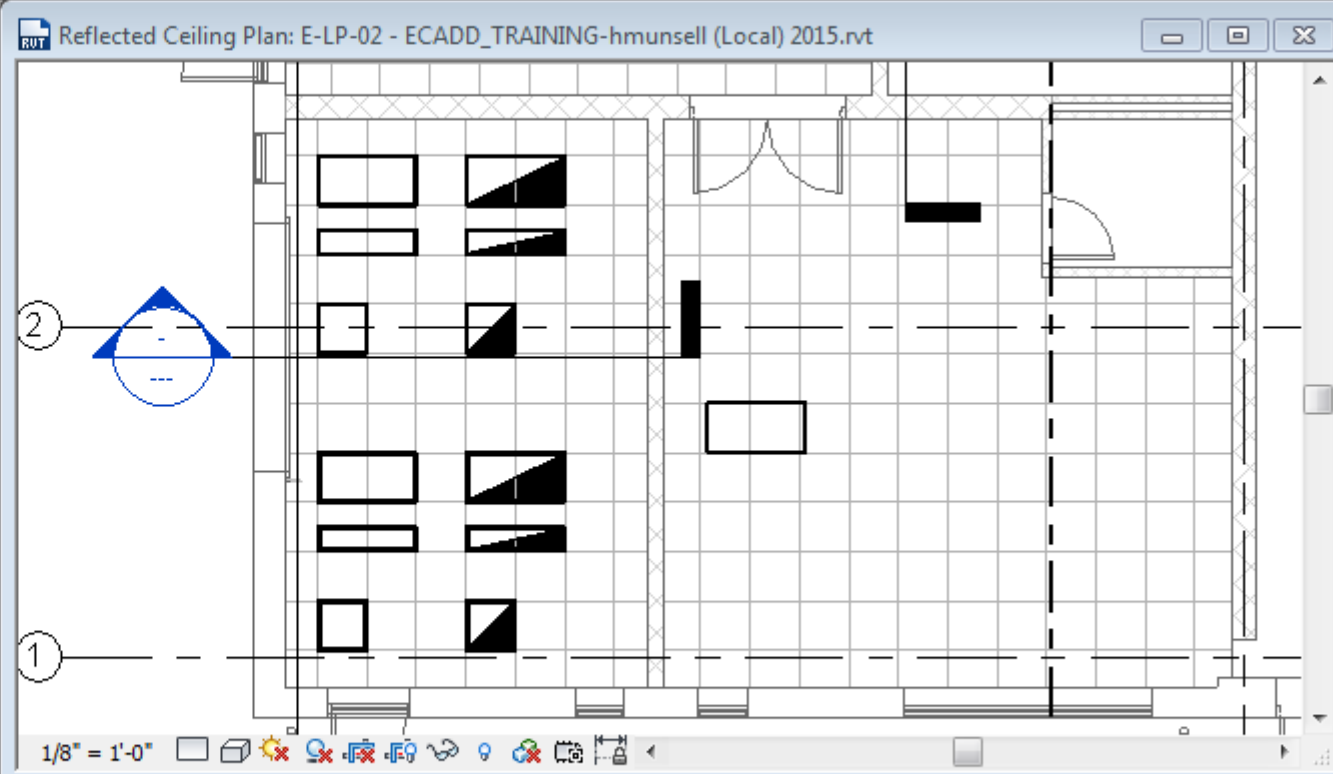 RVT Reflected Ceiling Plan: E-LP-02 - ECADD_TRAINING-hmunsell (Local) 2015.rvt
2
-
---
1
1/8" = 1'-0"